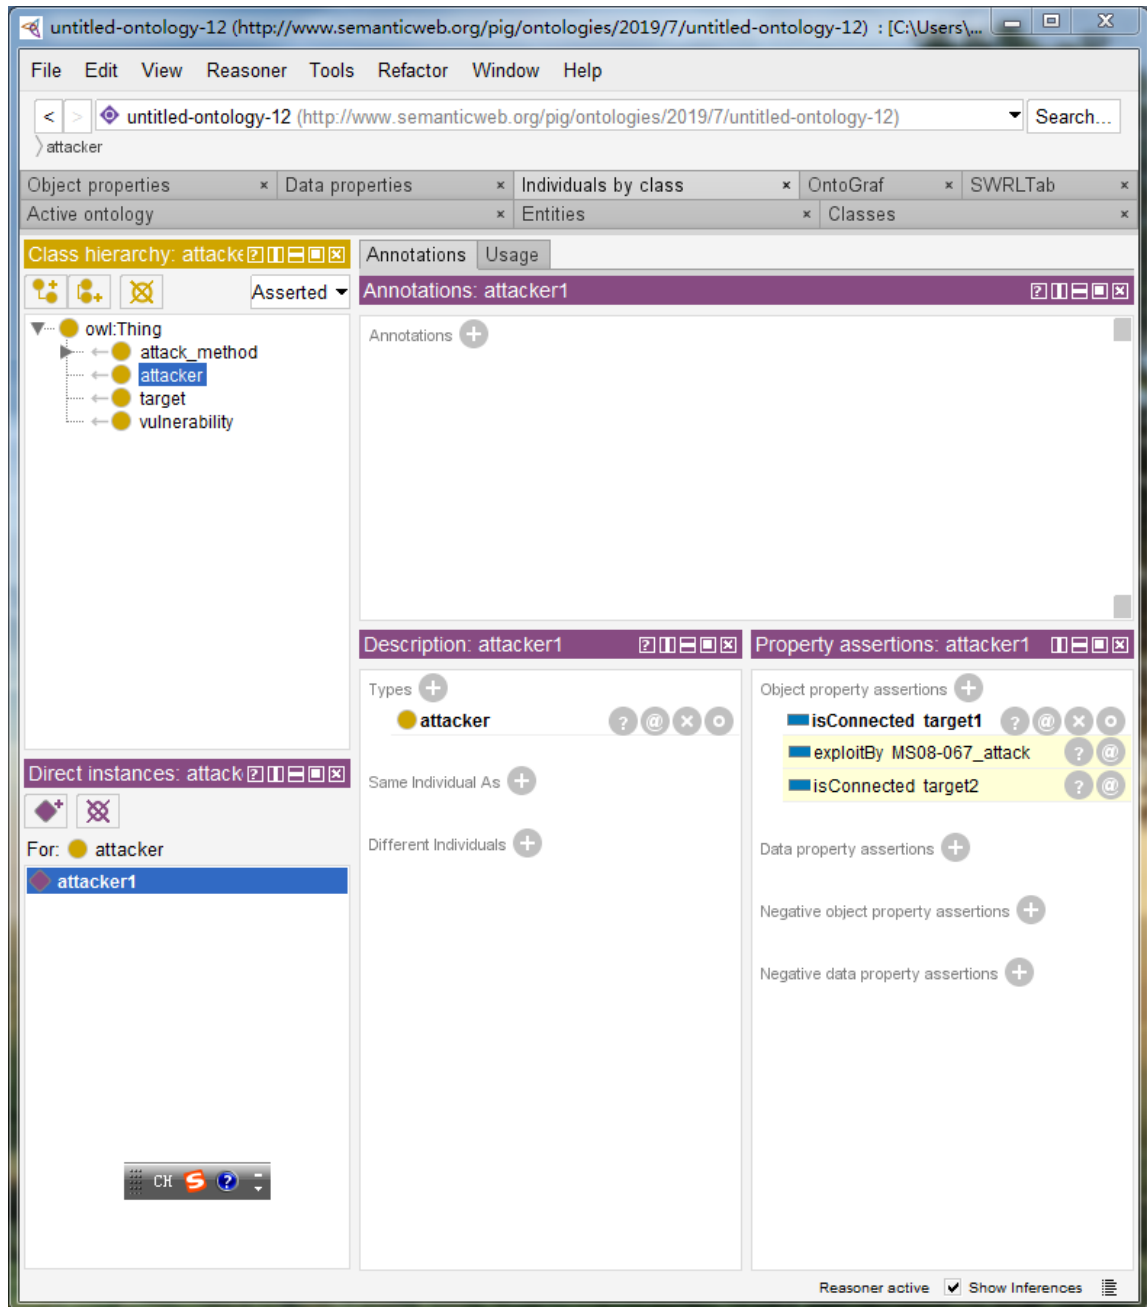 untitled-ontology-12 (http://www.semanticweb.org/pig/ontologies/2019/7/untitled-ontology-12) : [C:\Users\...
File Edit View Reasoner Tools Refactor Window Help
< > untitled-ontology-12 (http://www.semanticweb.org/pig/ontologies/2019/7/untitled-ontology-12) Search...
attacker
Object properties Data properties Individuals by class OntoGraf SWRLTab
Active ontology Entities Classes
Class hierarchy: attacke
Asserted
owl:Thing
attack_method
attacker
target
vulnerability
Annotations Usage
Annotations: attacker1
Annotations
Direct instances: attack
For: attacker
attacker1
Description: attacker1
Types
attacker
Same Individual As
Different Individuals
Property assertions: attacker1
Object property assertions
isConnected target1
exploitBy MS08-067_attack
isConnected target2
Data property assertions
Negative object property assertions
Negative data property assertions
CH
Reasoner active Show Inferences